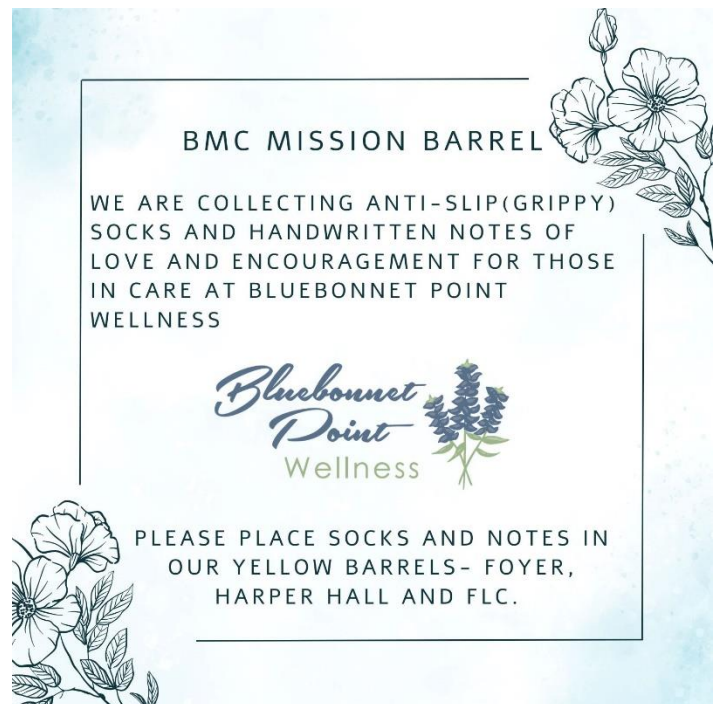 BMC MISSION BARREL
WE ARE COLLECTING ANTI-SLIP(GRIPPY)
SOCKS AND HANDWRITTEN NOTES OF
LOVE AND ENCOURAGEMENT FOR THOSE
IN CARE AT BLUEBONNET POINT
WELLNESS
Bluebonnet
Point
Wellness
PLEASE PLACE SOCKS AND NOTES IN
OUR YELLOW BARRELS- FOYER,
HARPER HALL AND FLC.